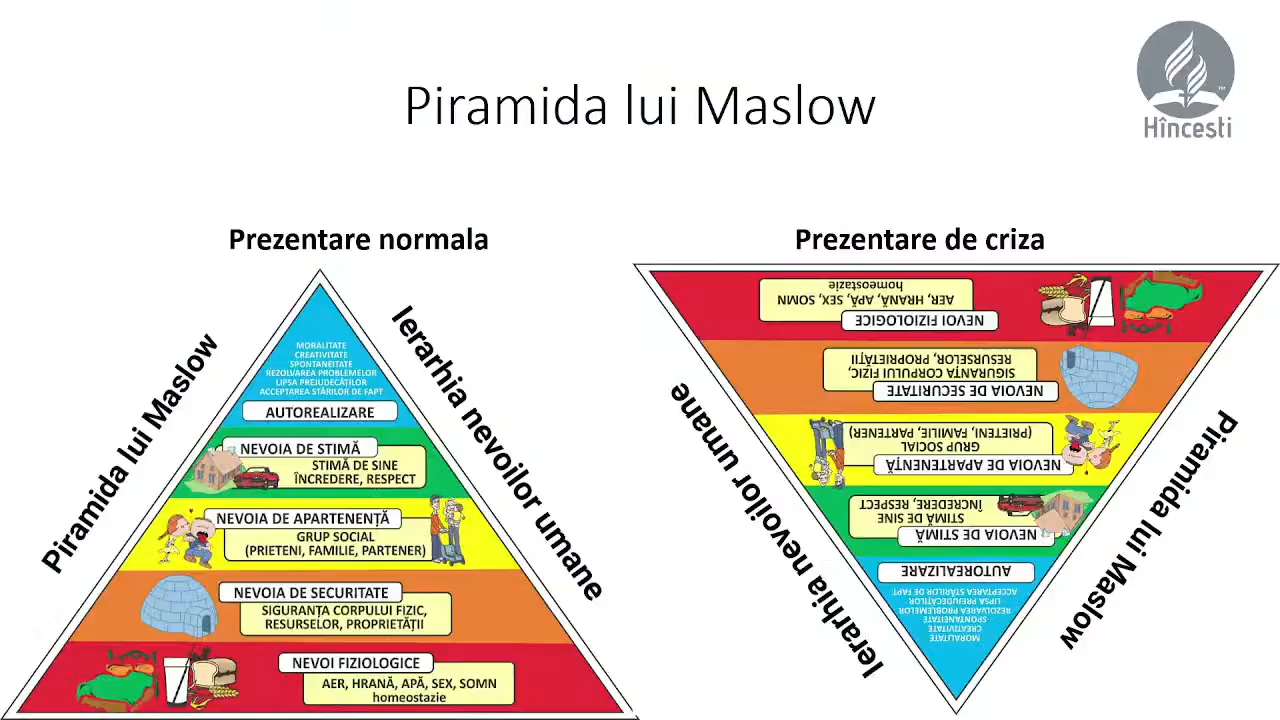 Piramida lui Maslow
Hîncesti
Prezentare normala
Prezentare de criza
Piramida lui Maslow
Ierarhia nevoilor umane
MORALITATE
CREATIVITATE
SPONTANEITATE
REZOLVAREA PROBLEMELOR
LIPSA PREJUDECĂȚILOR
ACCEPTAREA STĂRILOR DE FAPT
AUTOREALIZARE
NEVOIA DE STIMĂ
STIMĂ DE SINE
ÎNCREDERE, RESPECT
NEVOIA DE APARTENENȚĂ
GRUP SOCIAL
(PRIETENI, FAMILIE, PARTENER)
NEVOIA DE SECURITATE
SIGURANȚA CORPULUI FIZIC,
RESURSELOR, PROPRIETĂȚII
NEVOI FIZIOLOGICE
AER, HRANĂ, APĂ, SEX, SOMN
homeostazie
Ierarhia nevoilor umane
Piramida lui Maslow
homeostazie
AER, HRANĂ, APĂ, SEX, SOMN
NEVOI FIZIOLOGICE
RESURSELOR, PROPRIETĂȚII
SIGURANȚA CORPULUI FIZIC,
NEVOIA DE SECURITATE
(PRIETENI, FAMILIE, PARTENER)
GRUP SOCIAL
NEVOIA DE APARTENENȚĂ
ÎNCREDERE, RESPECT
STIMĂ DE SINE
NEVOIA DE STIMĂ
AUTOREALIZARE
ACCEPTAREA STĂRILOR DE FAPT
LIPSA PREJUDECĂȚILOR
REZOLVAREA PROBLEMELOR
SPONTANEITATE
CREATIVITATE
MORALITATE